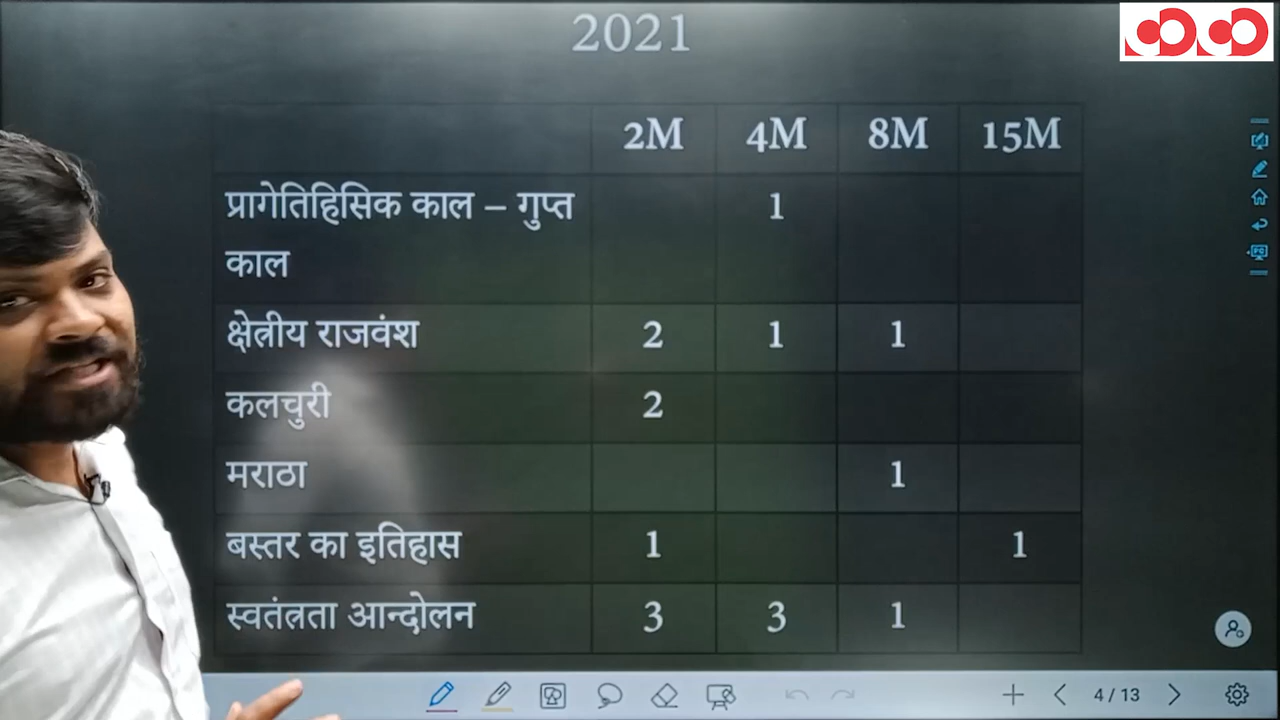 2021
2M 4M 8M 15M
प्रागेतिहिसिक काल – गुप्त 1
काल
क्षेत्रीय राजवंश 2 1 1
कलचुरी 2
मराठा 1
बस्तर का इतिहास 1 1
स्वतंत्रता आन्दोलन 3 3 1
4/13